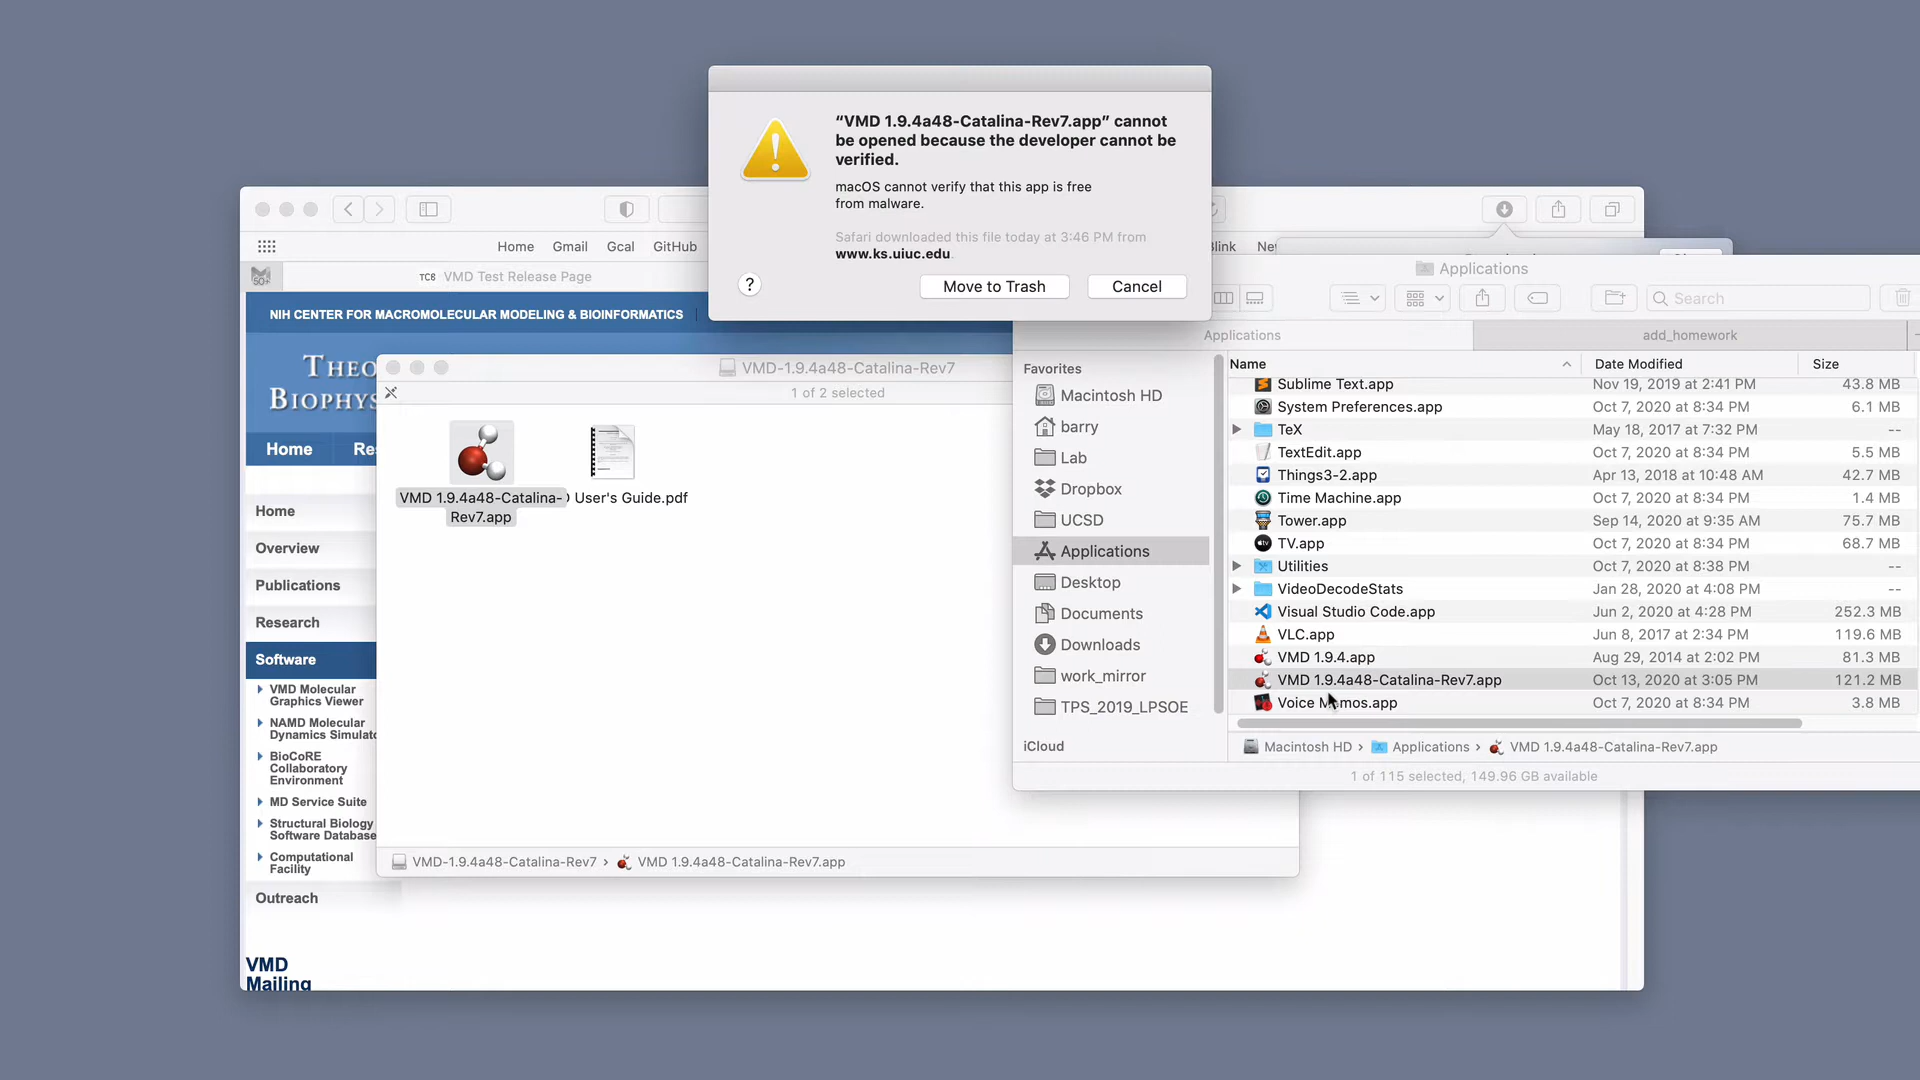 “VMD 1.9.4a48-Catalina-Rev7.app” cannot
be opened because the developer cannot be
verified.
macOS cannot verify that this app is free
from malware.
Safari downloaded this file today at 3:46 PM from
www.ks.uiuc.edu.
?
Move to Trash
Cancel
Home
Gmail
Gcal
GitHub
50+
TCB VMD Test Release Page
NIH CENTER FOR MACROMOLECULAR MODELING & BIOINFORMATICS
Home
Home
Overview
Publications
Research
Software
VMD Molecular
Graphics Viewer
NAMD Molecular
BioCoRE
Collaboratory
Environment
MD Service Suite
Structural Biology
Software Database
Computational
Facility
Outreach
VMD
Mailing
VMD-1.9.4a48-Catalina-Rev7
1 of 2 selected
VMD 1.9.4a48-Catalina-
Rev7.app
User's Guide.pdf
VMD-1.9.4a48-Catalina-Rev7 › VMD 1.9.4a48-Catalina-Rev7.app
Applications
Search
Applications
add_homework
Favorites
Macintosh HD
barry
Lab
Dropbox
UCSD
Applications
Desktop
Documents
Downloads
work_mirror
TPS_2019_LPSOE
iCloud
Name Date Modified Size
Sublime Text.app Nov 19, 2019 at 2:41 PM 43.8 MB
System Preferences.app Oct 7, 2020 at 8:34 PM 6.1 MB
TeX May 18, 2017 at 7:32 PM --
TextEdit.app Oct 7, 2020 at 8:34 PM 5.5 MB
Things3-2.app Apr 13, 2018 at 10:48 AM 42.7 MB
Time Machine.app Oct 7, 2020 at 8:34 PM 1.4 MB
Tower.app Sep 14, 2020 at 9:35 AM 75.7 MB
TV.app Oct 7, 2020 at 8:34 PM 68.7 MB
Utilities Oct 7, 2020 at 8:38 PM --
VideoDecodeStats Jan 28, 2020 at 4:08 PM --
Visual Studio Code.app Jun 2, 2020 at 4:28 PM 252.3 MB
VLC.app Jun 8, 2017 at 2:34 PM 119.6 MB
VMD 1.9.4.app Aug 29, 2014 at 2:02 PM 81.3 MB
VMD 1.9.4a48-Catalina-Rev7.app Oct 13, 2020 at 3:05 PM 121.2 MB
Voice Memos.app Oct 7, 2020 at 8:34 PM 3.8 MB
Macintosh HD › Applications › VMD 1.9.4a48-Catalina-Rev7.app
1 of 115 selected, 149.96 GB available